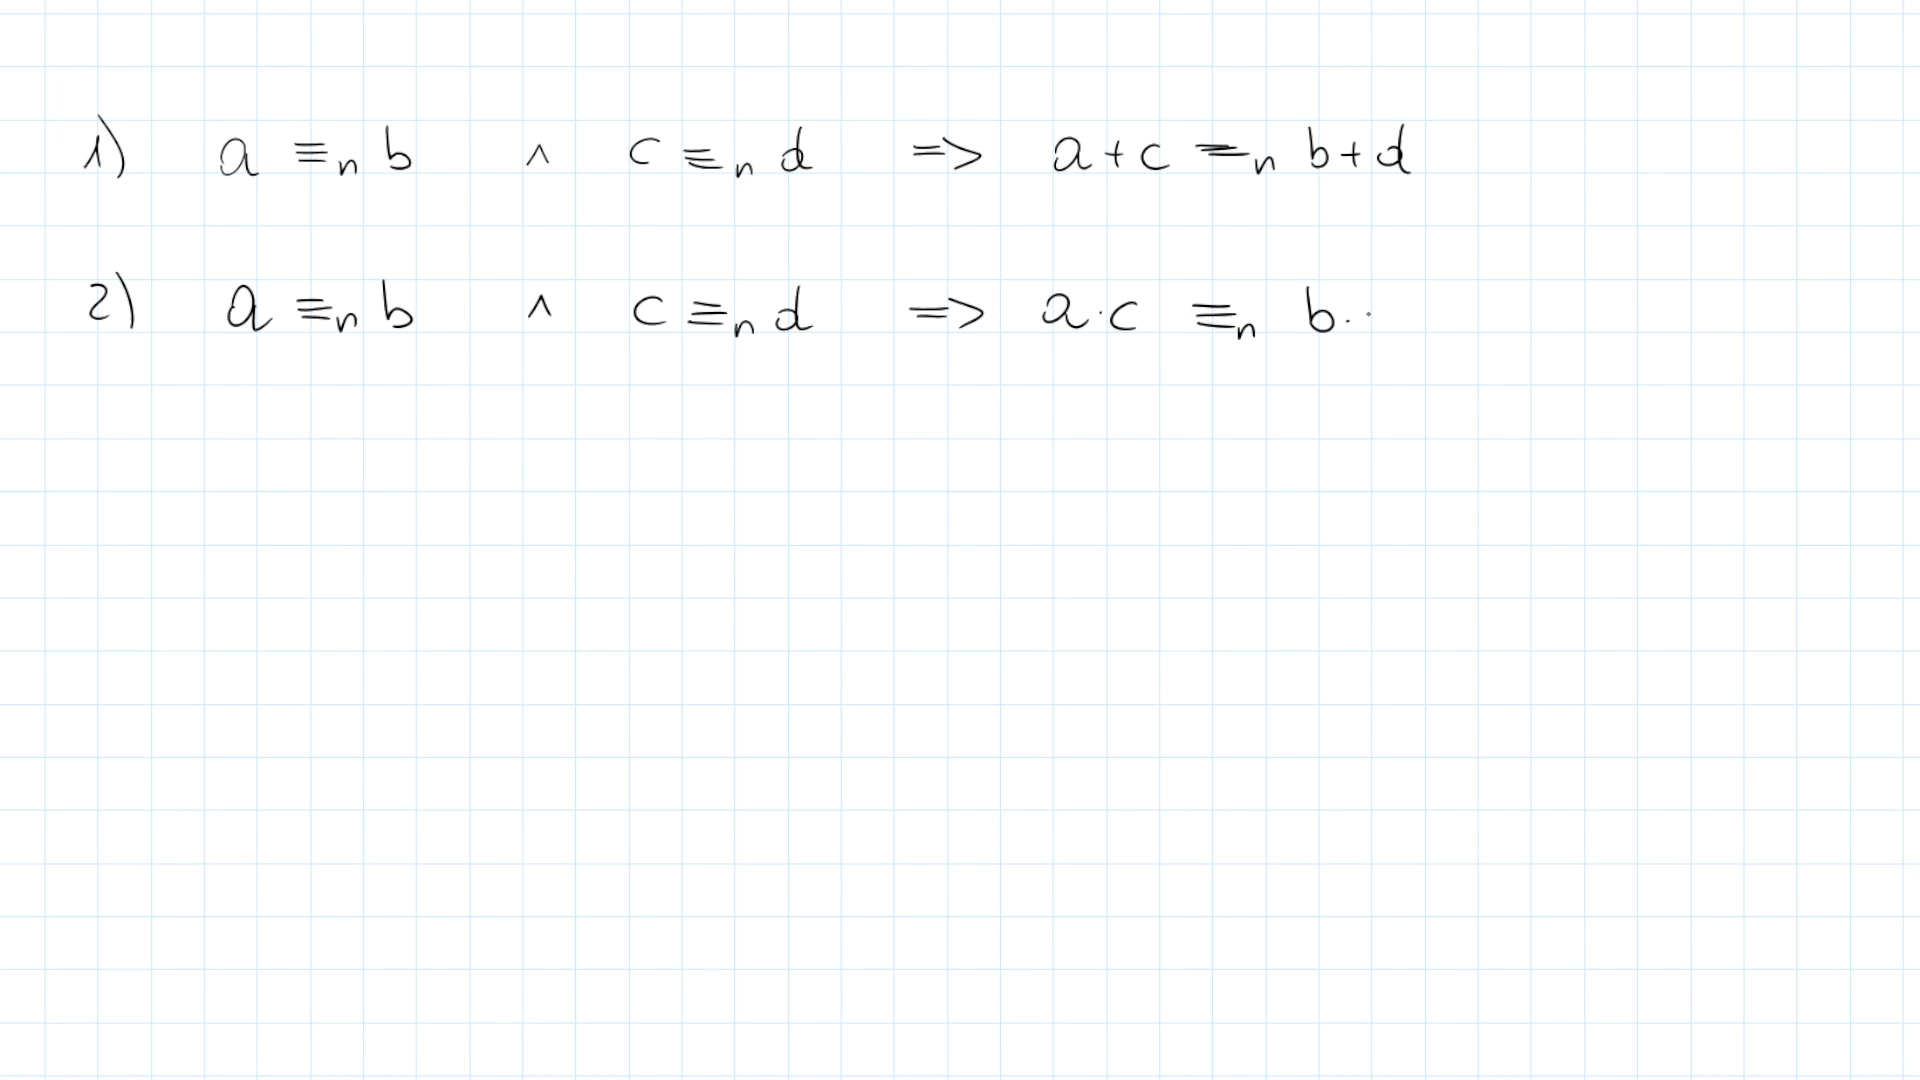 1) a ≡n b ∧ c ≡n d => a+c ≡n b+d
2) a ≡n b ∧ c ≡n d => a·c ≡n b··